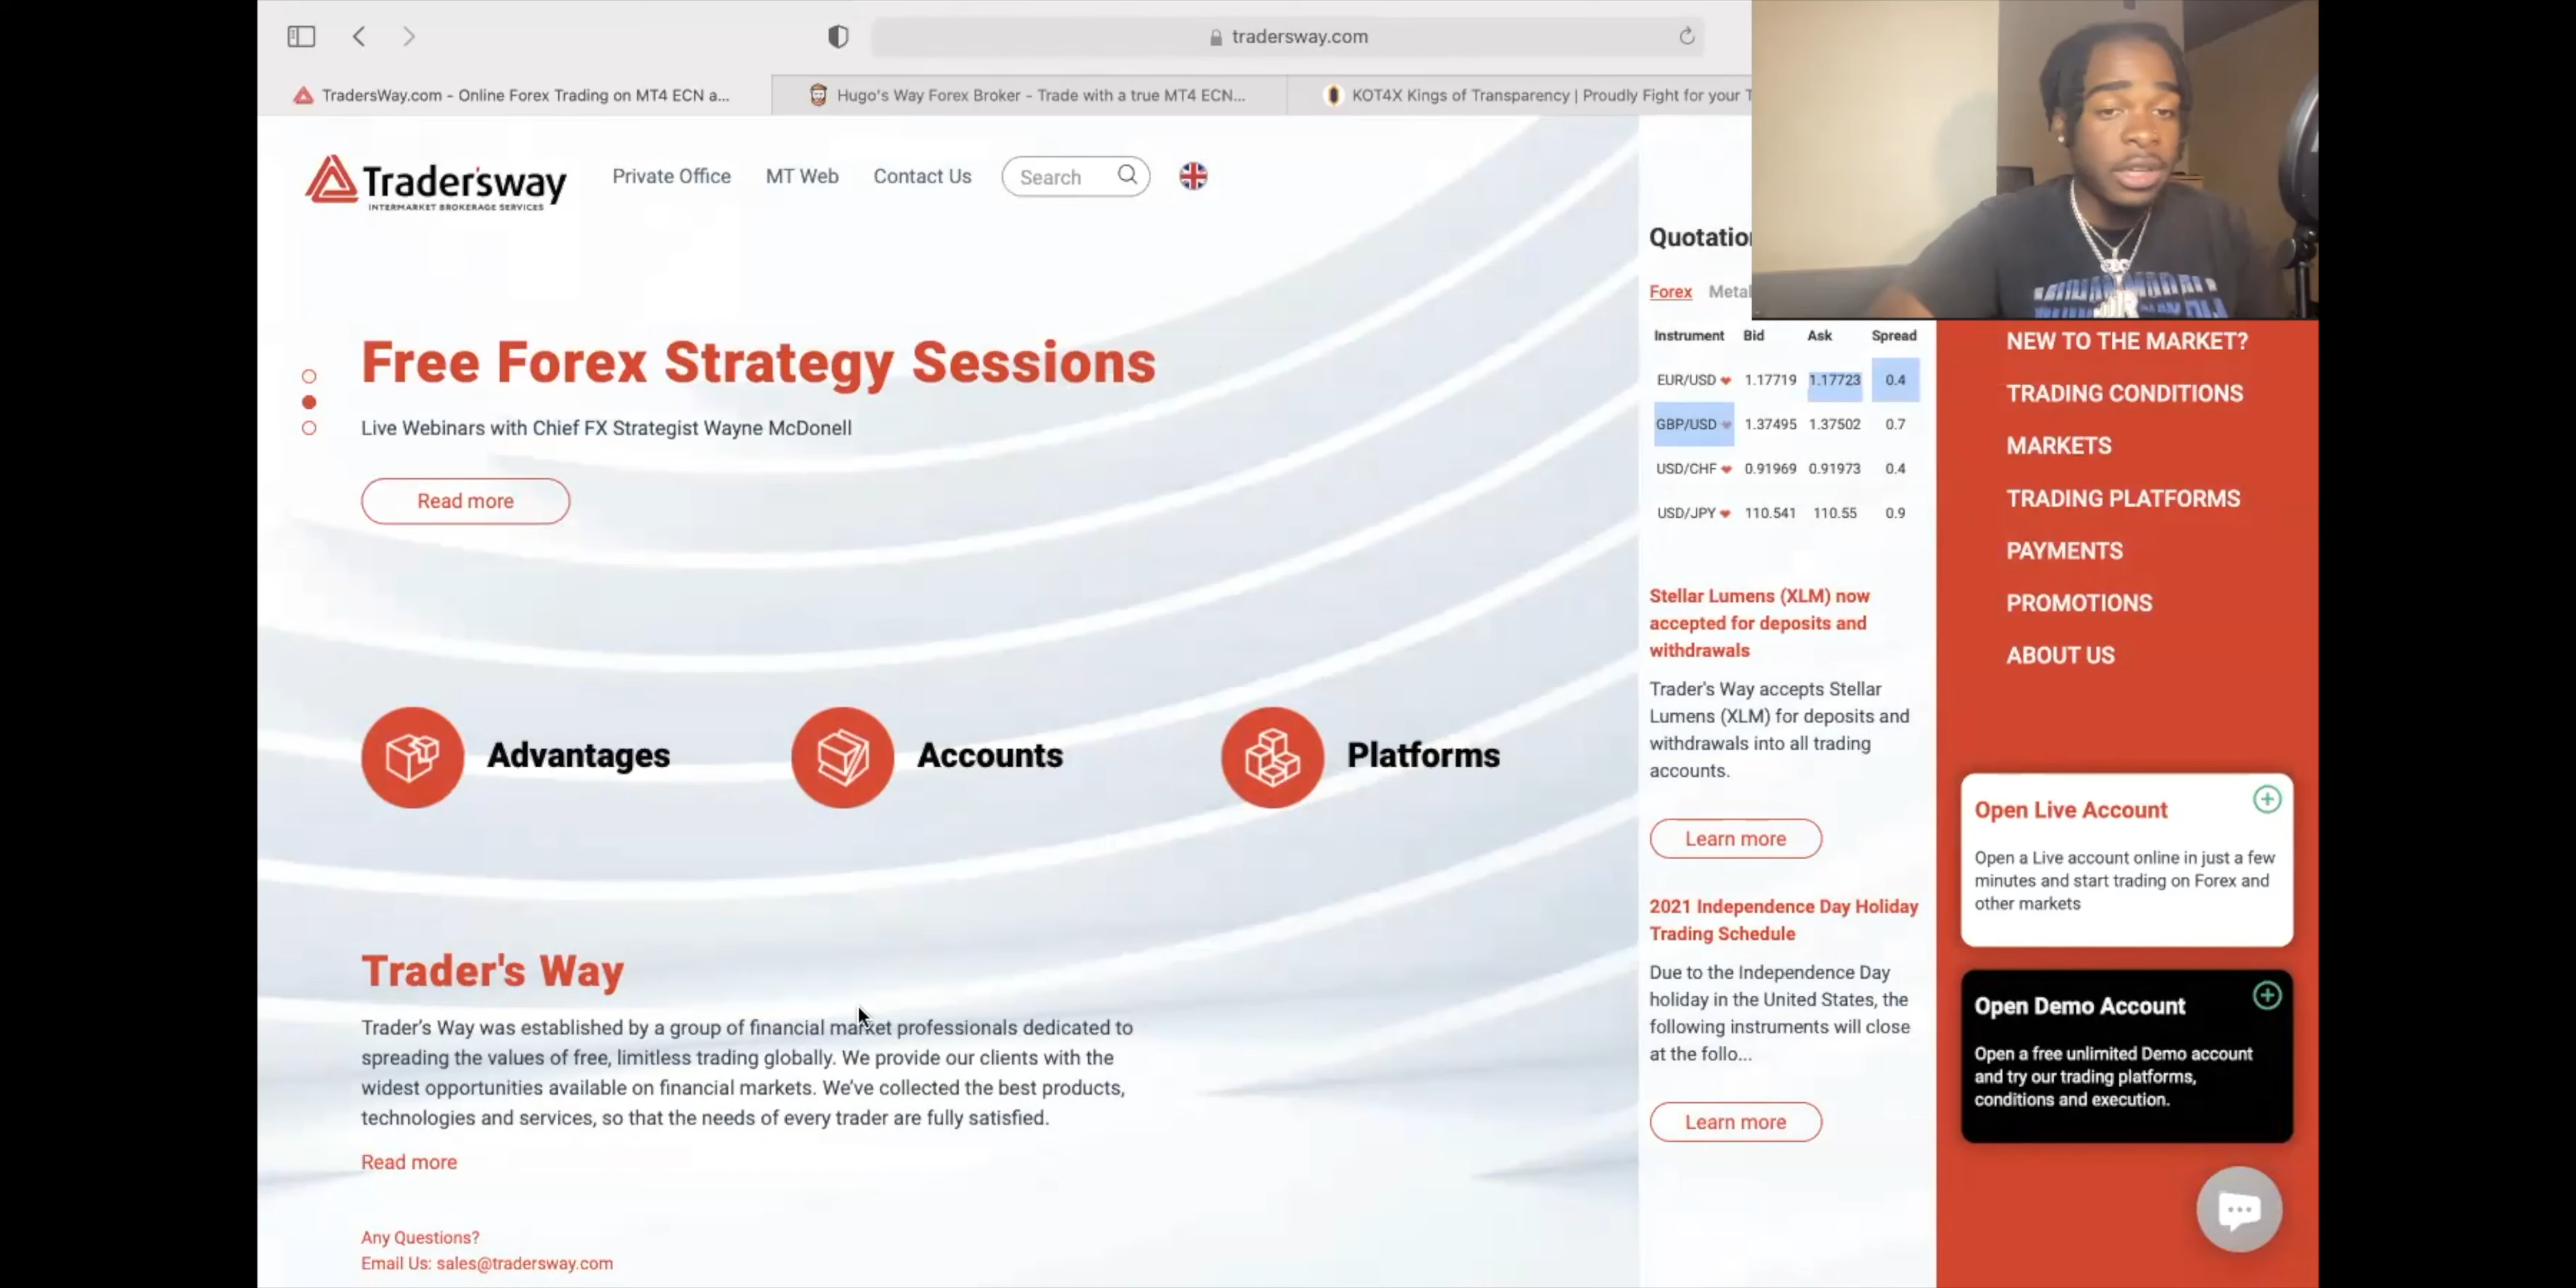 tradersway.com
TradersWay.com - Online Forex Trading on MT4 ECN a...
Hugo's Way Forex Broker - Trade with a true MT4 ECN...
KOT4X Kings of Transparency | Proudly Fight for your T
Trader'sway
INTERMARKET BROKERAGE SERVICES
Private Office
MT Web
Contact Us
Search
Free Forex Strategy Sessions
Live Webinars with Chief FX Strategist Wayne McDonell
Read more
Advantages
Accounts
Platforms
Trader's Way
Trader's Way was established by a group of financial market professionals dedicated to
spreading the values of free, limitless trading globally. We provide our clients with the
widest opportunities available on financial markets. We've collected the best products,
technologies and services, so that the needs of every trader are fully satisfied.
Read more
Any Questions?
Email Us: sales@tradersway.com
Quotatio
Forex Metal
Instrument Bid Ask Spread
EUR/USD 1.17719 1.17723 0.4
GBP/USD 1.37495 1.37502 0.7
USD/CHF 0.91969 0.91973 0.4
USD/JPY 110.541 110.55 0.9
Stellar Lumens (XLM) now
accepted for deposits and
withdrawals
Trader's Way accepts Stellar
Lumens (XLM) for deposits and
withdrawals into all trading
accounts.
Learn more
2021 Independence Day Holiday
Trading Schedule
Due to the Independence Day
holiday in the United States, the
following instruments will close
at the follo...
Learn more
NEW TO THE MARKET?
TRADING CONDITIONS
MARKETS
TRADING PLATFORMS
PAYMENTS
PROMOTIONS
ABOUT US
Open Live Account
Open a Live account online in just a few
minutes and start trading on Forex and
other markets
Open Demo Account
Open a free unlimited Demo account
and try our trading platforms,
conditions and execution.